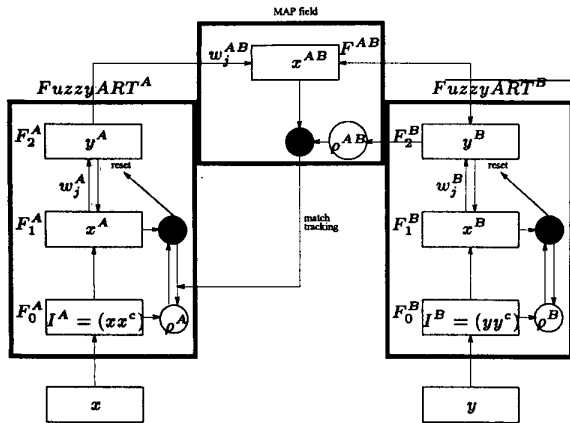 MAP field
w_j^{AB}
x^{AB}
F^{AB}
FuzzyART^A
FuzzyART^B
F_2^A
y^A
ρ^{AB}
F_2^B
y^B
reset
reset
w_j^A
w_j^B
F_1^A
x^A
match
tracking
F_1^B
x^B
F_0^A
I^A = (xx^c)
ρ^A
F_0^B
I^B = (yy^c)
ρ^B
x
y